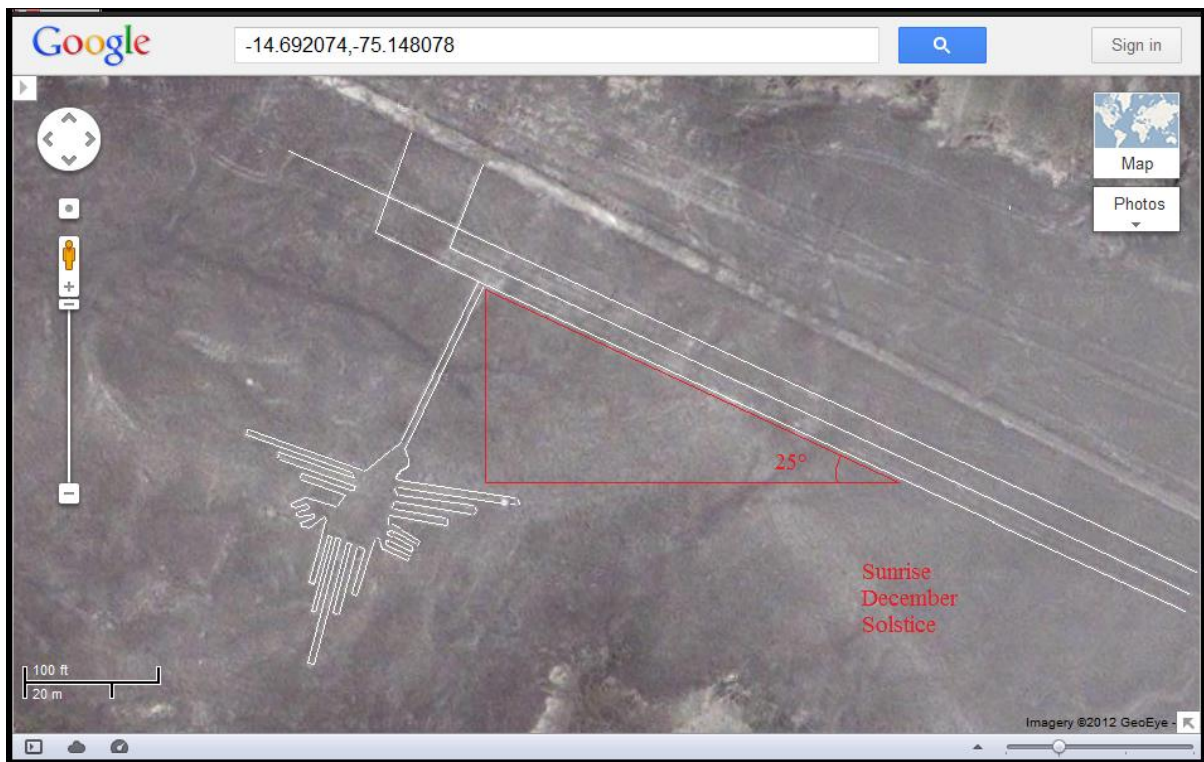 Google
-14.692074,-75.148078
Sign in
Map
Photos
25°
Sunrise
December
Solstice
100 ft
20 m
Imagery ©2012 GeoEye -